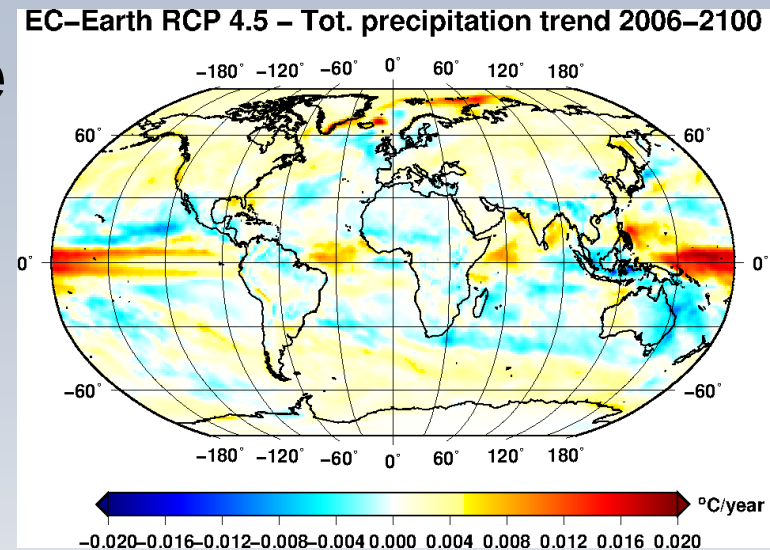 EC−Earth RCP 4.5 − Tot. precipitation trend 2006−2100
e
−180° −120° −60° 0° 60° 120° 180°
60° 60°
0° 0°
−60° −60°
−180° −120° −60° 0° 60° 120° 180°
°C/year
−0.020−0.016−0.012−0.008−0.004 0.000 0.004 0.008 0.012 0.016 0.020